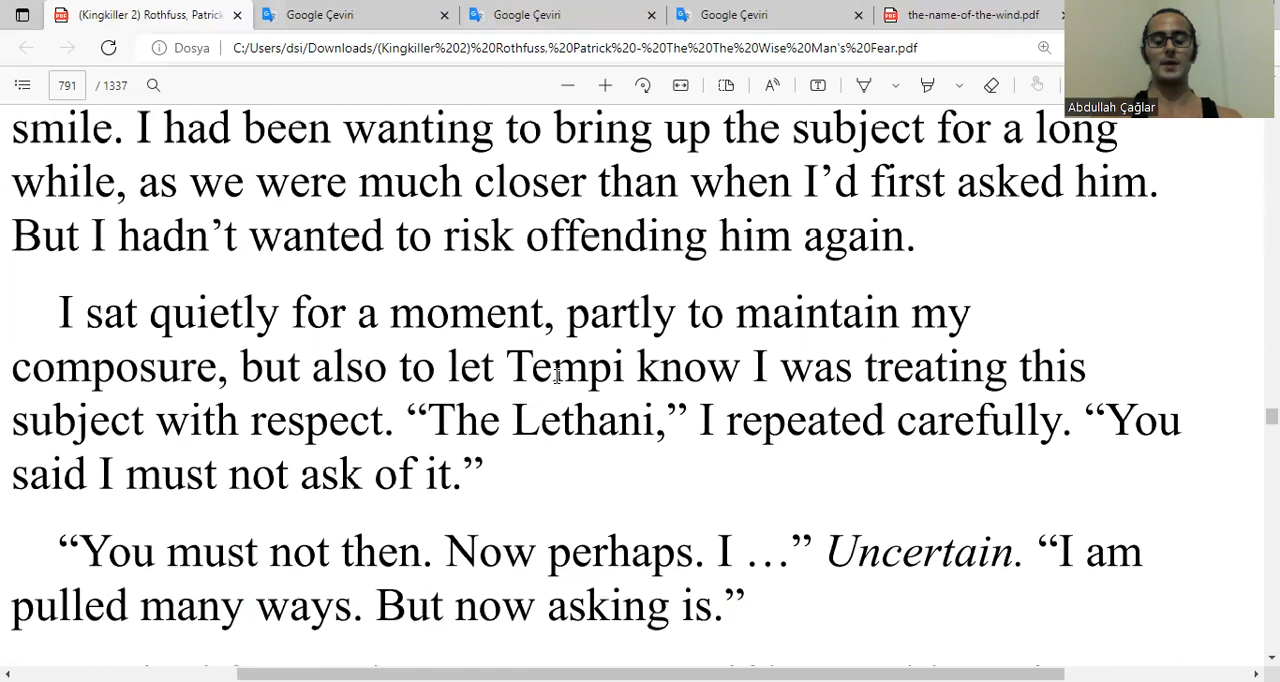 (Kingkiller 2) Rothfuss, Patrick
Google Çeviri
Google Çeviri
Google Çeviri
the-name-of-the-wind.pdf
Dosya
C:/Users/dsi/Downloads/(Kingkiller%202)%20Rothfuss,%20Patrick%20-%20The%20The%20Wise%20Man's%20Fear.pdf
791 / 1337
Abdullah Çağlar
smile. I had been wanting to bring up the subject for a long
while, as we were much closer than when I’d first asked him.
But I hadn’t wanted to risk offending him again.
I sat quietly for a moment, partly to maintain my
composure, but also to let Tempi know I was treating this
subject with respect. “The Lethani,” I repeated carefully. “You
said I must not ask of it.”
“You must not then. Now perhaps. I …” Uncertain. “I am
pulled many ways. But now asking is.”